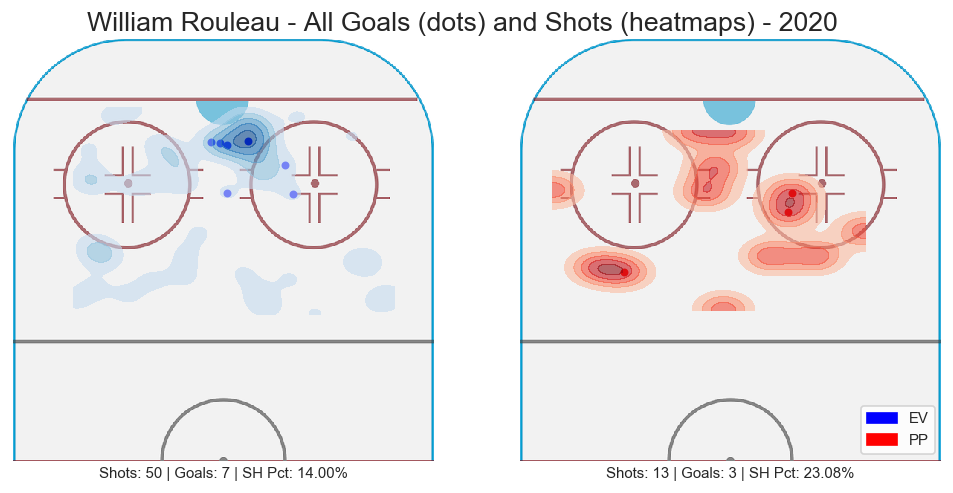 William Rouleau - All Goals (dots) and Shots (heatmaps) - 2020
EV
PP
Shots: 50 | Goals: 7 | SH Pct: 14.00%
Shots: 13 | Goals: 3 | SH Pct: 23.08%